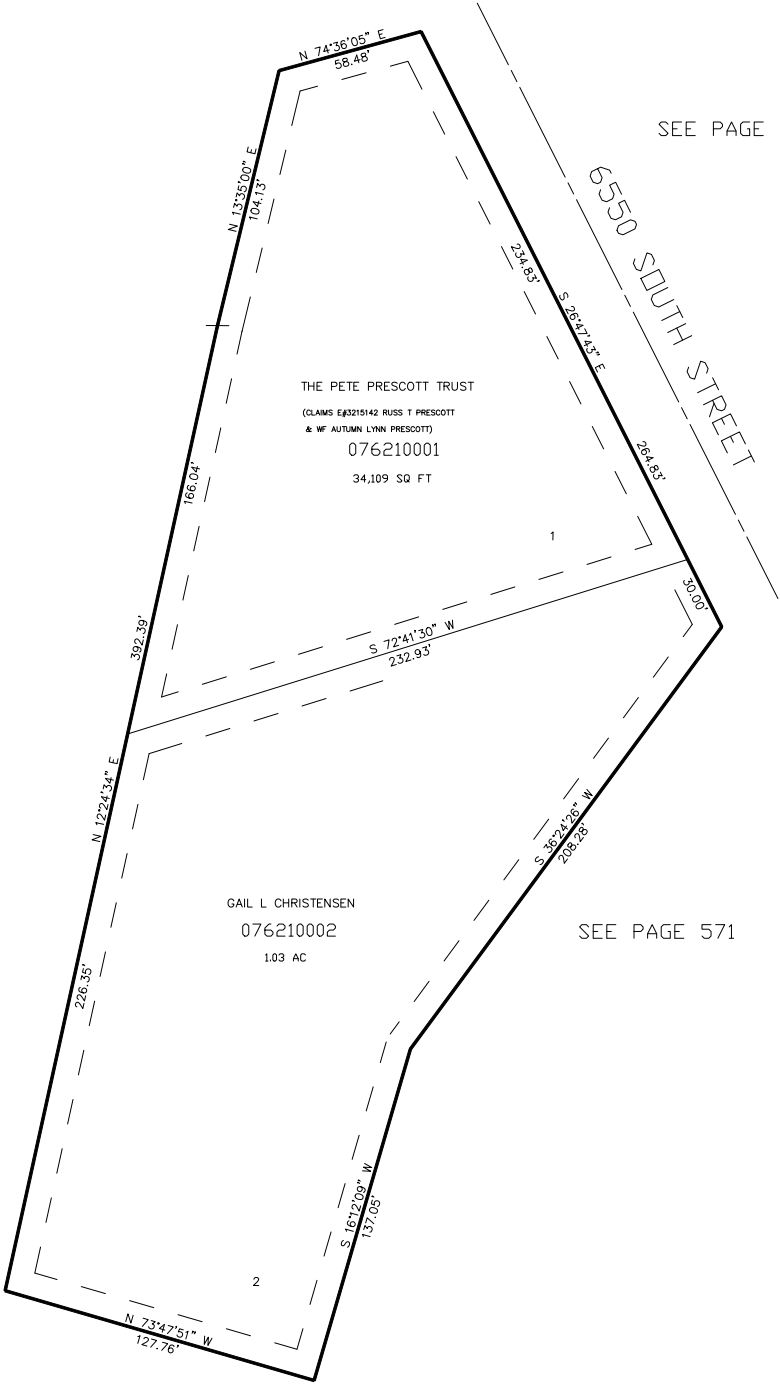 N 74°36'05" E
58.48'
SEE PAGE
N 13°35'00" E
104.13'
6550 SOUTH STREET
234.83'
S 26°47'43" E
THE PETE PRESCOTT TRUST
(CLAIMS E#3215142 RUSS T PRESCOTT
& WF AUTUMN LYNN PRESCOTT)
076210001
34,109 SQ FT
166.04'
264.83'
1
30.00'
392.39'
S 72°41'30" W
232.93'
N 12°24'34" E
S 36°24'26" W
208.28'
GAIL L CHRISTENSEN
076210002
1.03 AC
SEE PAGE 571
226.35'
S 16°12'09" W
137.05'
2
N 73°47'51" W
127.76'